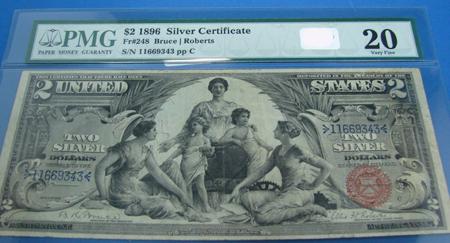 PMG
PAPER MONEY GUARANTY
$2 1896 Silver Certificate
Fr#248 Bruce | Roberts
S/N 11669343 pp C
20
Very Fine
2 UNITED STATES 2
11669343
TWO SILVER DOLLARS
TWO SILVER DOLLARS
11669343